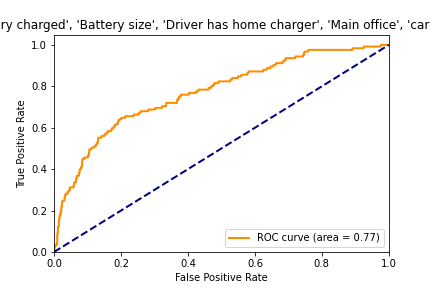 ry charged', 'Battery size', 'Driver has home charger', 'Main office', 'car
1.0
0.8
0.6
0.4
0.2
0.0
True Positive Rate
ROC curve (area = 0.77)
0.0 0.2 0.4 0.6 0.8 1.0
False Positive Rate